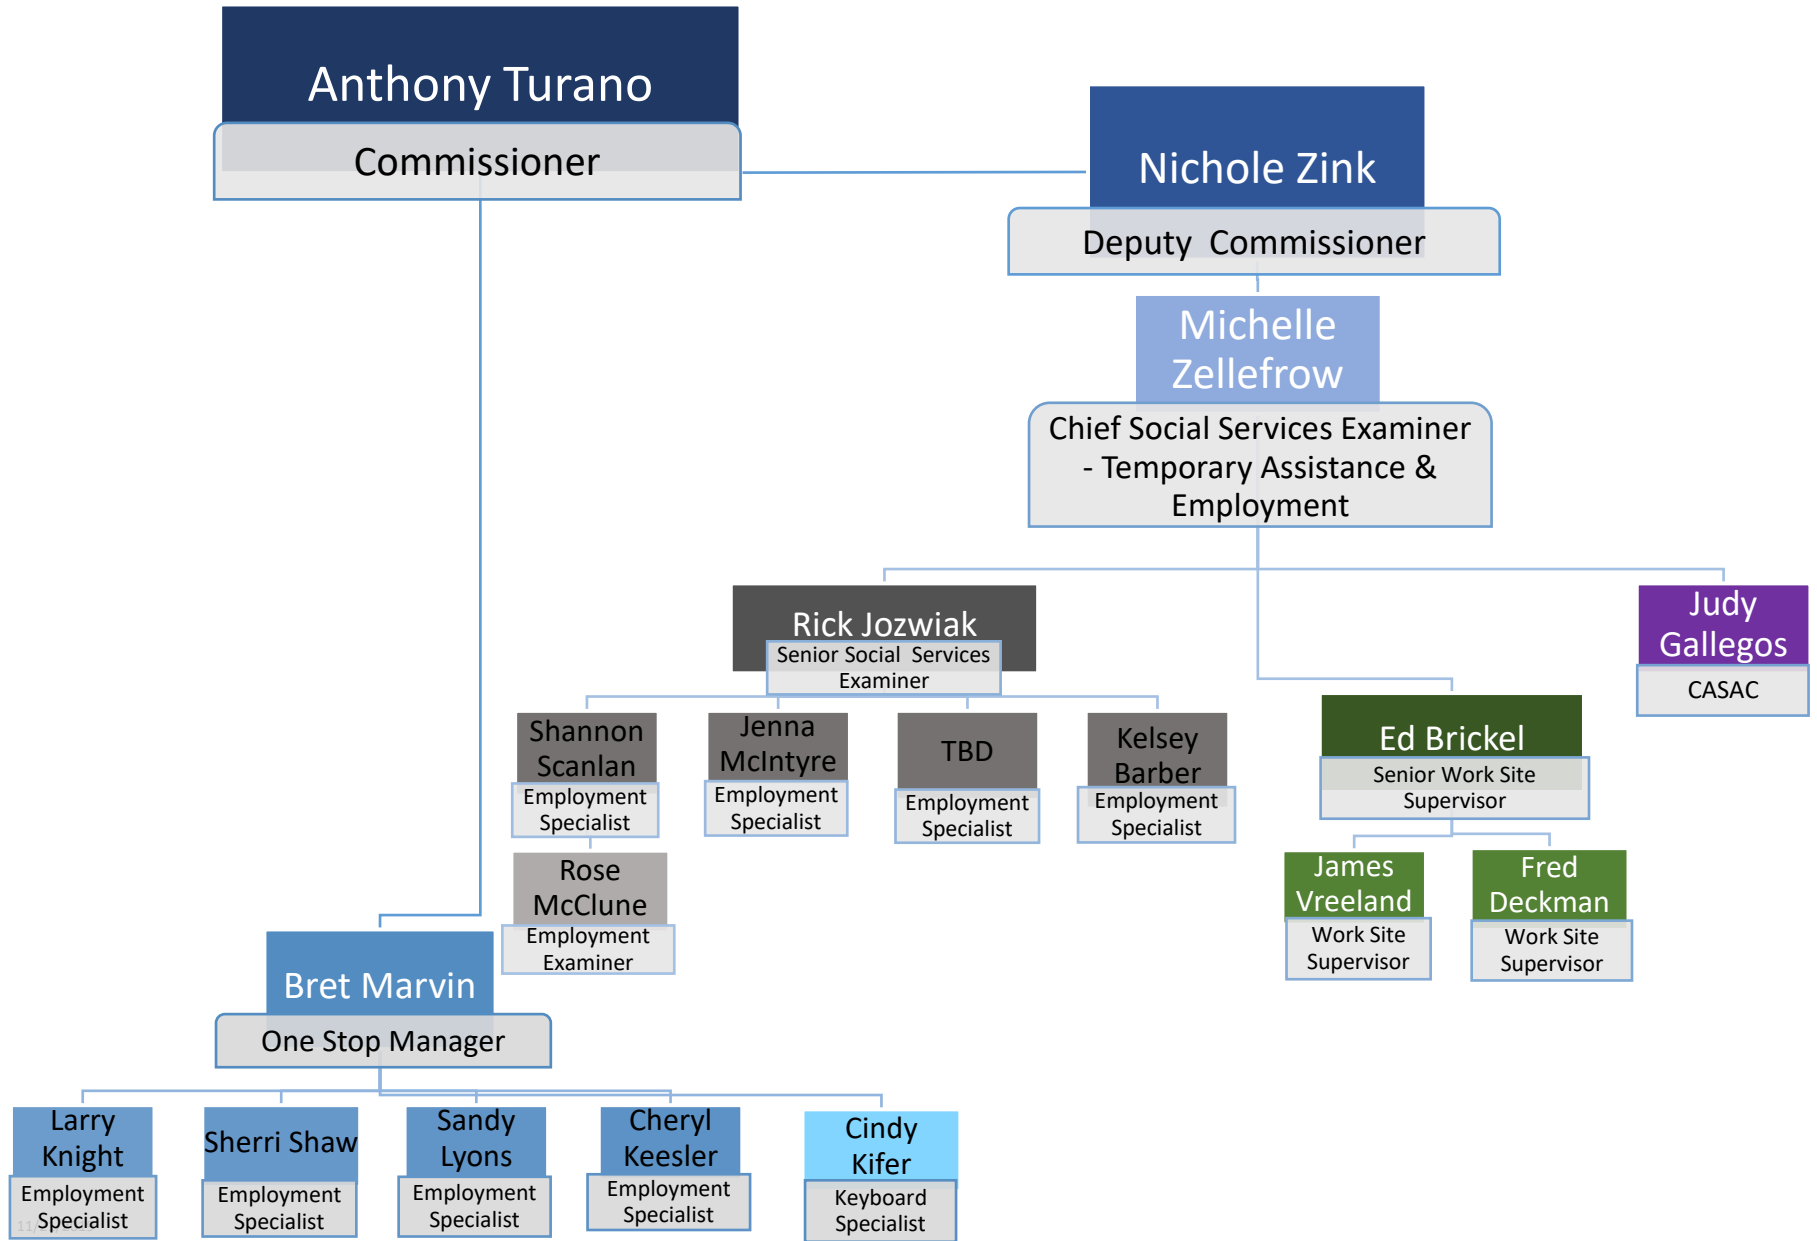 Anthony Turano
Commissioner
Nichole Zink
Deputy Commissioner
Michelle
Zellefrow
Chief Social Services Examiner
- Temporary Assistance &
Employment
Rick Jozwiak
Senior Social Services
Examiner
Judy
Gallegos
CASAC
Shannon
Scanlan
Employment
Specialist
Jenna
McIntyre
Employment
Specialist
TBD
Employment
Specialist
Kelsey
Barber
Employment
Specialist
Ed Brickel
Senior Work Site
Supervisor
Rose
McClune
Employment
Examiner
James
Vreeland
Work Site
Supervisor
Fred
Deckman
Work Site
Supervisor
Bret Marvin
One Stop Manager
Larry
Knight
Employment
Specialist
Sherri Shaw
Employment
Specialist
Sandy
Lyons
Employment
Specialist
Cheryl
Keesler
Employment
Specialist
Cindy
Kifer
Keyboard
Specialist